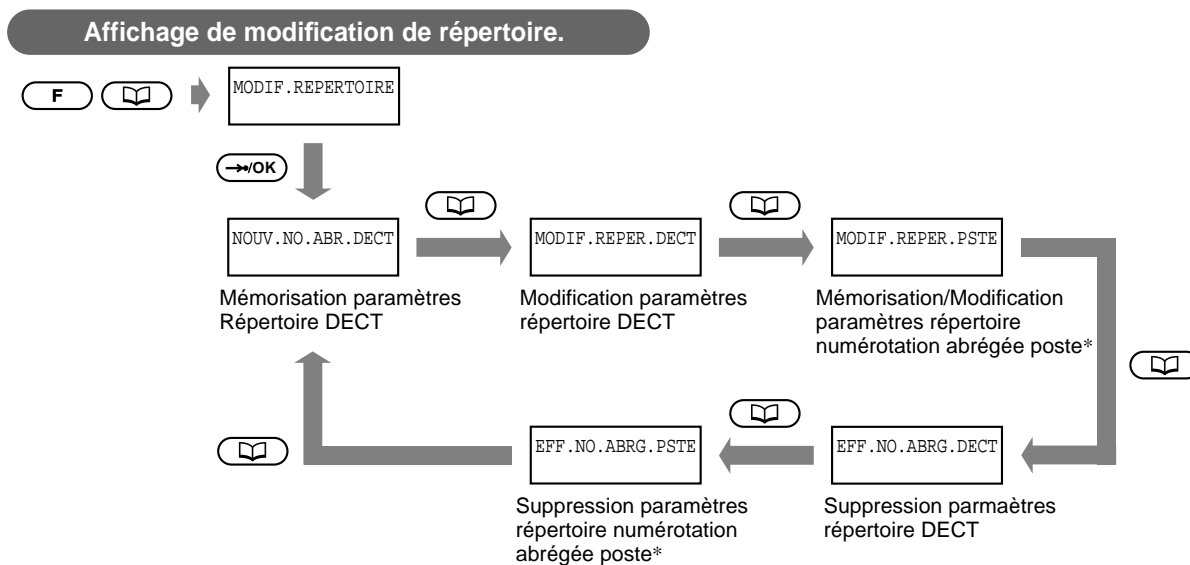 Affichage de modification de répertoire.
F
MODIF.REPERTOIRE
/OK
NOUV.NO.ABR.DECT
MODIF.REPER.DECT
MODIF.REPER.PSTE
Mémorisation paramètres
Répertoire DECT
Modification paramètres
répertoire DECT
Mémorisation/Modification
paramètres répertoire
numérotation abrégée poste*
EFF.NO.ABRG.PSTE
EFF.NO.ABRG.DECT
Suppression paramètres
répertoire numérotation
abrégée poste*
Suppression parmaètres
répertoire DECT